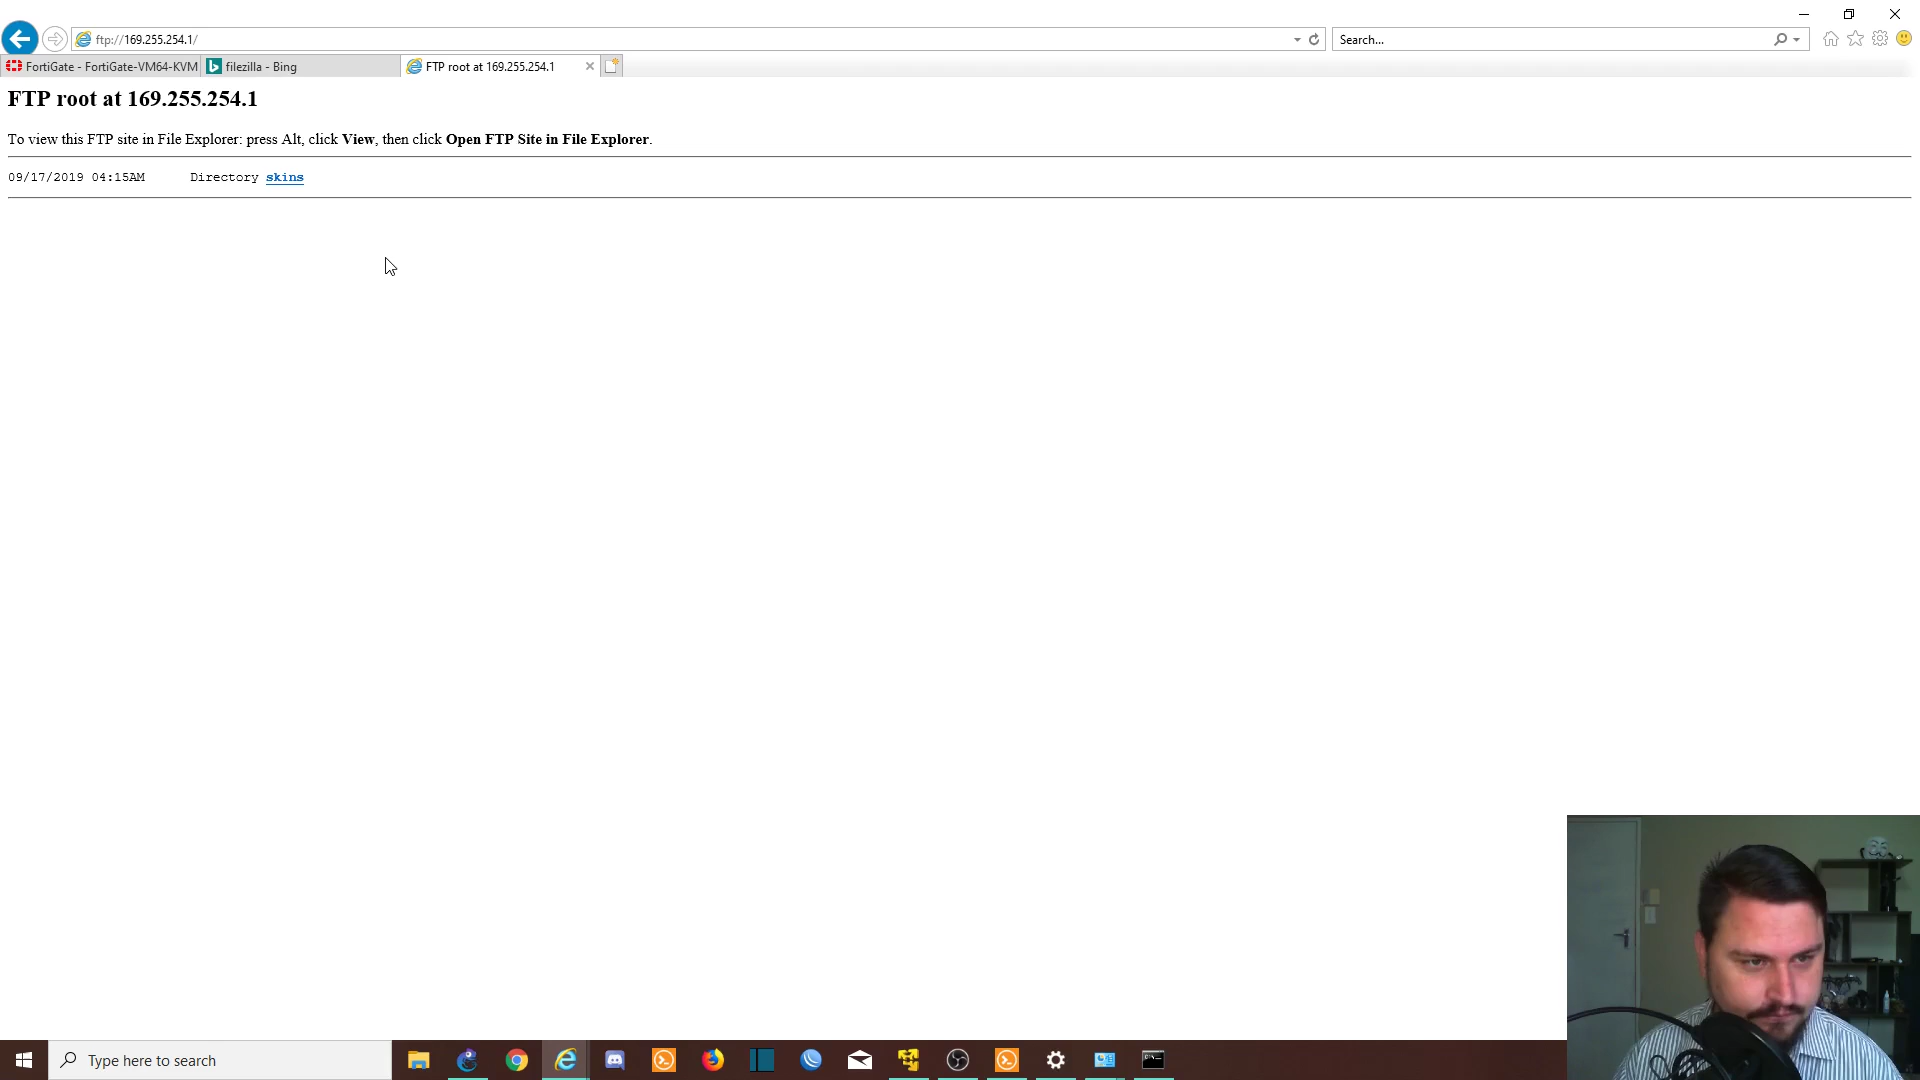 ftp://169.255.254.1/
Search...
FortiGate - FortiGate-VM64-KVM
filezilla - Bing
FTP root at 169.255.254.1
FTP root at 169.255.254.1
To view this FTP site in File Explorer: press Alt, click View, then click Open FTP Site in File Explorer.
09/17/2019 04:15AM Directory skins
Type here to search